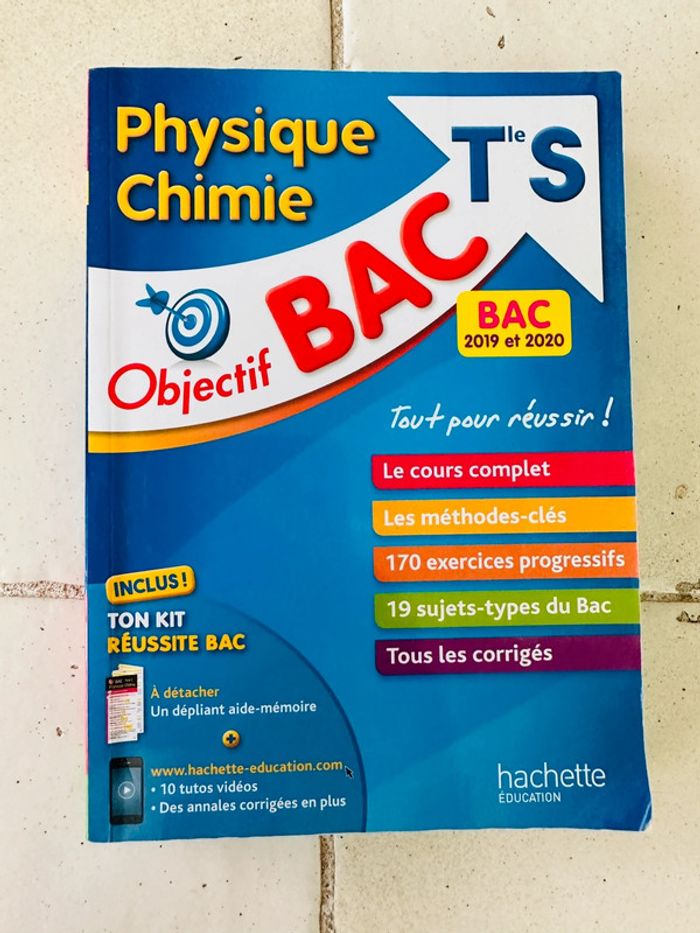 Physique
Chimie
Tle S
Objectif BAC
BAC
2019 et 2020
Tout pour réussir !
Le cours complet
Les méthodes-clés
170 exercices progressifs
19 sujets-types du Bac
Tous les corrigés
INCLUS !
TON KIT
RÉUSSITE BAC
À détacher
Un dépliant aide-mémoire
+
www.hachette-education.com
• 10 tutos vidéos
• Des annales corrigées en plus
hachette
ÉDUCATION